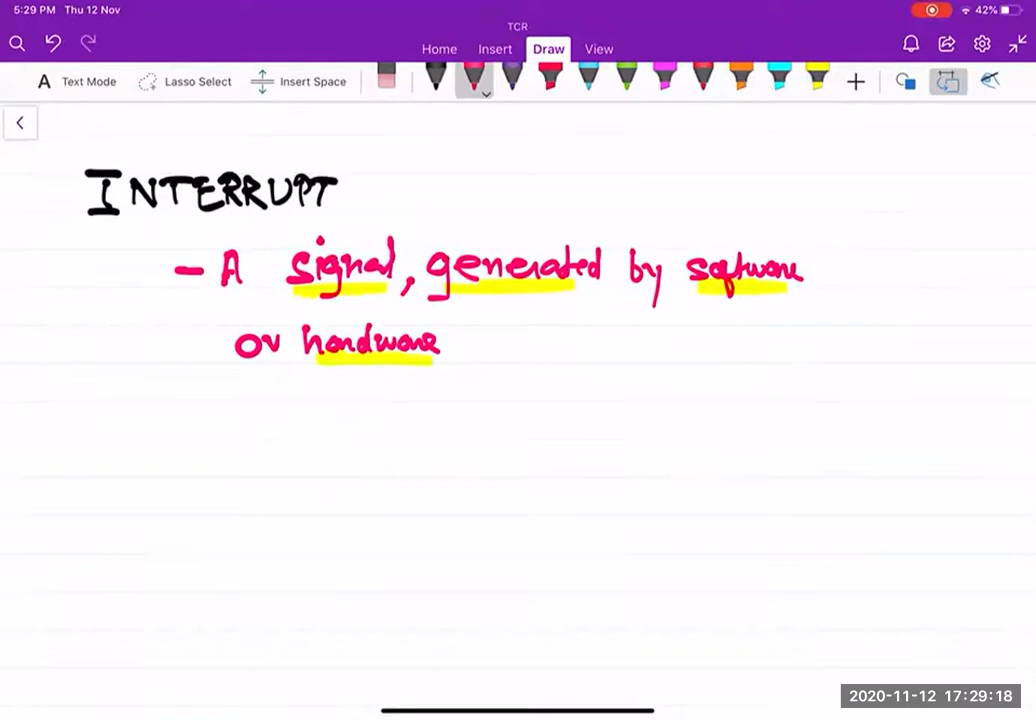 5:29 PM Thu 12 Nov
42%
TCR
Home Insert Draw View
A Text Mode Lasso Select Insert Space
INTERRUPT
- A signal, generated by software
or hardware
2020-11-12 17:29:18